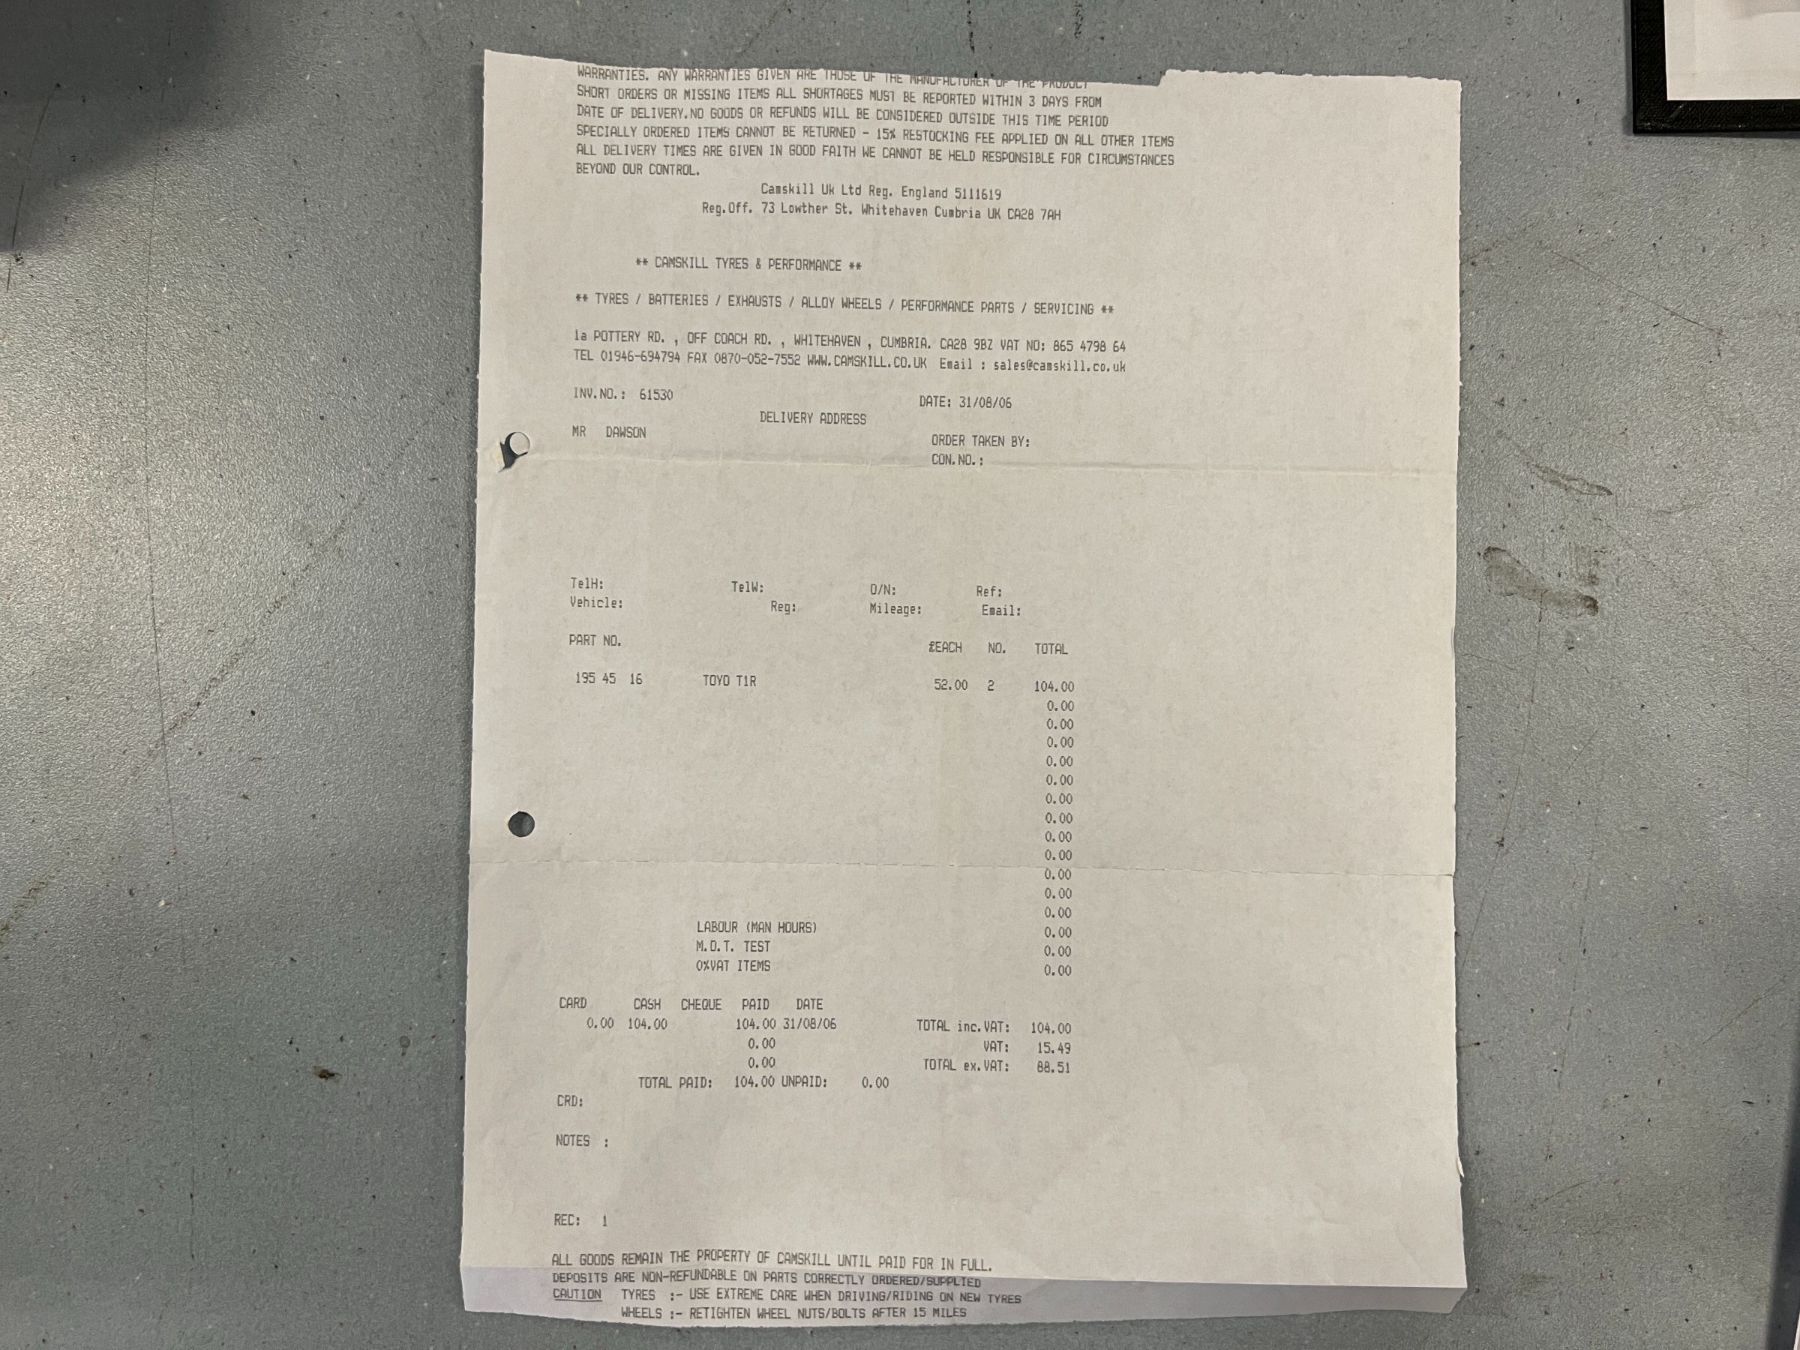 WARRANTIES. ANY WARRANTIES GIVEN ARE THOSE OF THE MANUFACTURER OF THE PRODUCT
SHORT ORDERS OR MISSING ITEMS ALL SHORTAGES MUST BE REPORTED WITHIN 3 DAYS FROM
DATE OF DELIVERY.NO GOODS OR REFUNDS WILL BE CONSIDERED OUTSIDE THIS TIME PERIOD
SPECIALLY ORDERED ITEMS CANNOT BE RETURNED - 15% RESTOCKING FEE APPLIED ON ALL OTHER ITEMS
ALL DELIVERY TIMES ARE GIVEN IN GOOD FAITH WE CANNOT BE HELD RESPONSIBLE FOR CIRCUMSTANCES
BEYOND OUR CONTROL.
Camskill Uk Ltd Reg. England 5111619
Reg.Off. 73 Lowther St. Whitehaven Cumbria UK CA28 7AH
** CAMSKILL TYRES & PERFORMANCE **
** TYRES / BATTERIES / EXHAUSTS / ALLOY WHEELS / PERFORMANCE PARTS / SERVICING **
1a POTTERY RD. , OFF COACH RD. , WHITEHAVEN , CUMBRIA. CA28 9BZ VAT NO: 865 4798 64
TEL 01946-694794 FAX 0870-052-7552 WWW.CAMSKILL.CO.UK Email : sales@camskill.co.uk
INV.NO.: 61530 DATE: 31/08/06
DELIVERY ADDRESS
MR DAWSON ORDER TAKEN BY:
CON.NO.:
TelH: TelW: O/N: Ref:
Vehicle: Reg: Mileage: Email:
PART NO. £EACH NO. TOTAL
195 45 16 TOYO T1R 52.00 2 104.00
0.00
0.00
0.00
0.00
0.00
0.00
0.00
0.00
0.00
0.00
0.00
0.00
LABOUR (MAN HOURS) 0.00
M.O.T. TEST 0.00
0%VAT ITEMS 0.00
CARD CASH CHEQUE PAID DATE
0.00 104.00 104.00 31/08/06 TOTAL inc.VAT: 104.00
0.00 VAT: 15.49
0.00 TOTAL ex.VAT: 88.51
TOTAL PAID: 104.00 UNPAID: 0.00
CRD:
NOTES :
REC: 1
ALL GOODS REMAIN THE PROPERTY OF CAMSKILL UNTIL PAID FOR IN FULL.
DEPOSITS ARE NON-REFUNDABLE ON PARTS CORRECTLY ORDERED/SUPPLIED
CAUTION TYRES :- USE EXTREME CARE WHEN DRIVING/RIDING ON NEW TYRES
WHEELS :- RETIGHTEN WHEEL NUTS/BOLTS AFTER 15 MILES